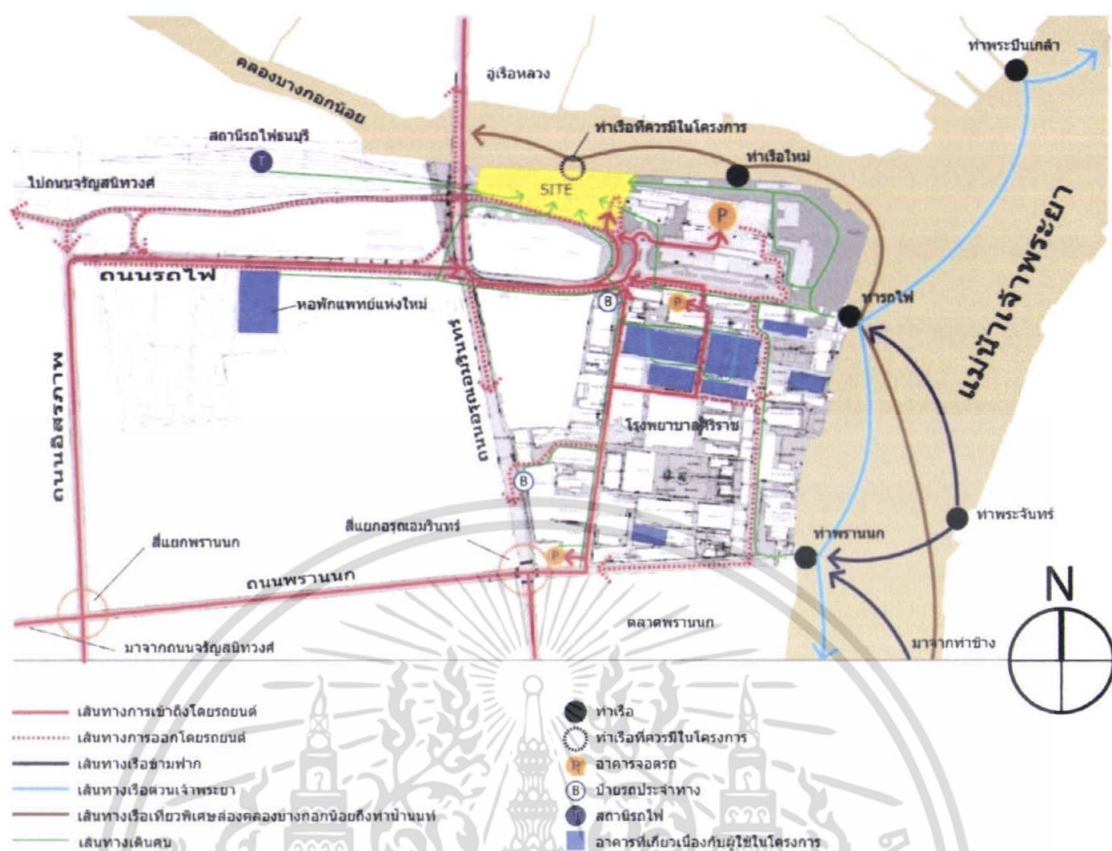 ท่าพระปิ่นเกล้า
คลองบางกอกน้อย
อู่เรือหลวง
สถานีรถไฟธนบุรี
ท่าเรือที่ควรมีในโครงการ
ท่าเรือใหม่
T
SITE
ไปถนนจรัญสนิทวงศ์
P
ถนนรถไฟ
หอพักแพทย์แห่งใหม่
B
P
ท่ารถไฟ
แม่น้ำเจ้าพระยา
ถนนอิสรภาพ
ถนนอรุณอมรินทร์
โรงพยาบาลศิริราช
B
ท่าพระจันทร์
สี่แยกพรานนก
สี่แยกอรุณอมรินทร์
P
ท่าพรานนก
ถนนพรานนก
N
ตลาดพรานนก
มาจากถนนจรัญสนิทวงศ์
มาจากท่าช้าง
เส้นทางการเข้าถึงโดยรถยนต์
เส้นทางการออกโดยรถยนต์
เส้นทางเรือข้ามฟาก
เส้นทางเรือด่วนเจ้าพระยา
เส้นทางเรือเที่ยวพิเศษล่องคลองบางกอกน้อยถึงท่าน้ำนนท์
เส้นทางเดินคน
ท่าเรือ
ท่าเรือที่ควรมีในโครงการ
P อาคารจอดรถ
B ป้ายรถประจำทาง
T สถานีรถไฟ
อาคารที่เกี่ยวเนื่องกับผู้ใช้ในโครงการ